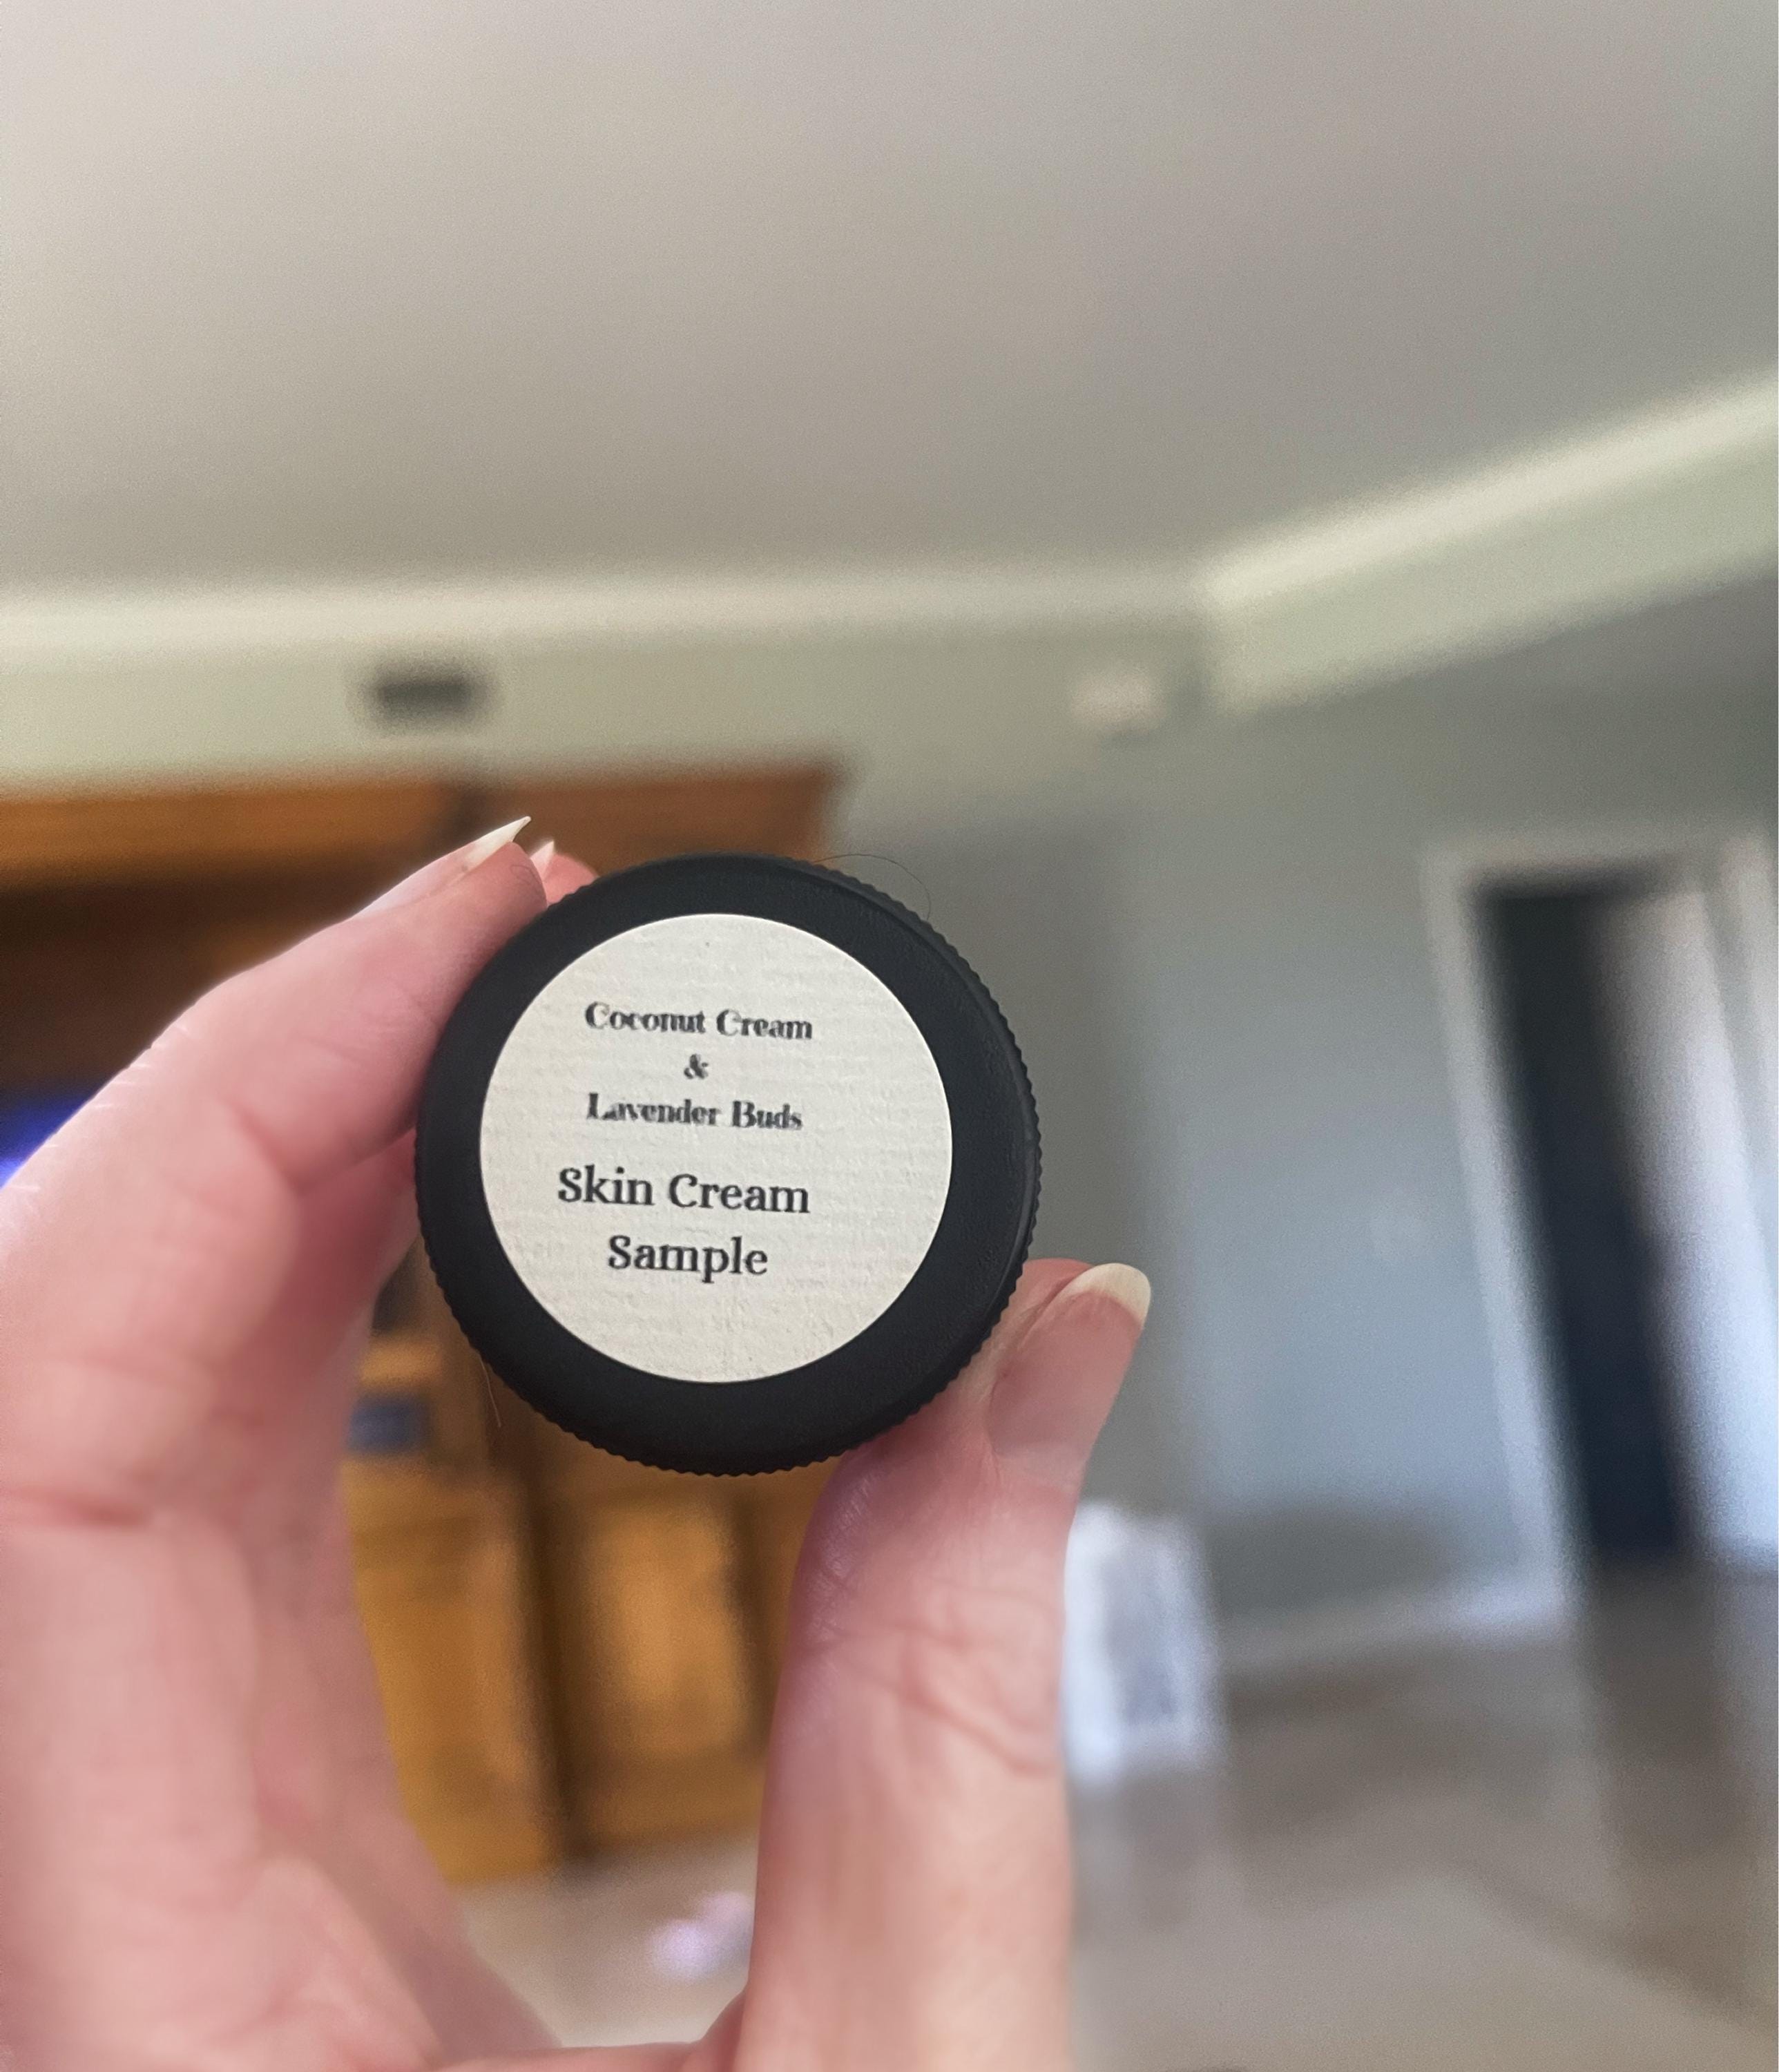 Coconut Cream
&
Lavender Buds
Skin Cream
Sample